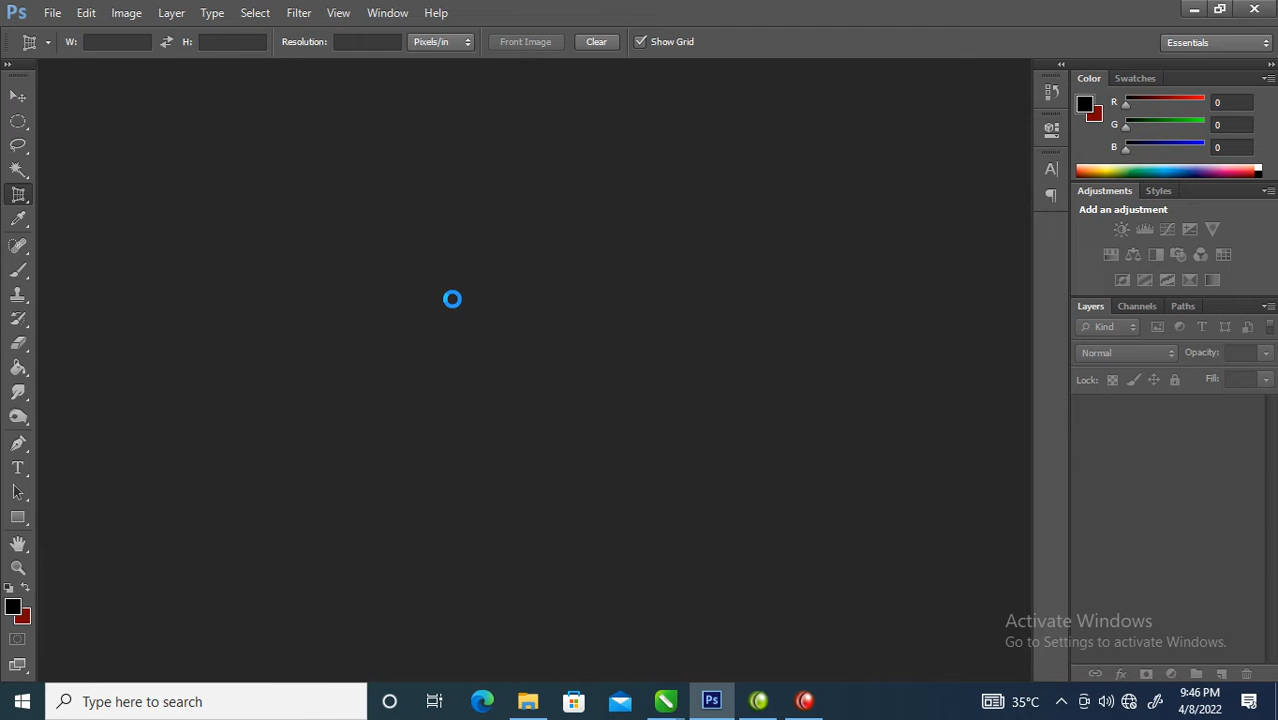 Ps File Edit Image Layer Type Select Filter View Window Help
W: H: Resolution: Pixels/in Front Image Clear Show Grid Essentials
Color Swatches
R 0
G 0
B 0
Adjustments Styles
Add an adjustment
Layers Channels Paths
Kind
Normal Opacity:
Lock: Fill:
Activate Windows
Go to Settings to activate Windows.
Type here to search
Ps
35°C
9:46 PM
4/8/2022